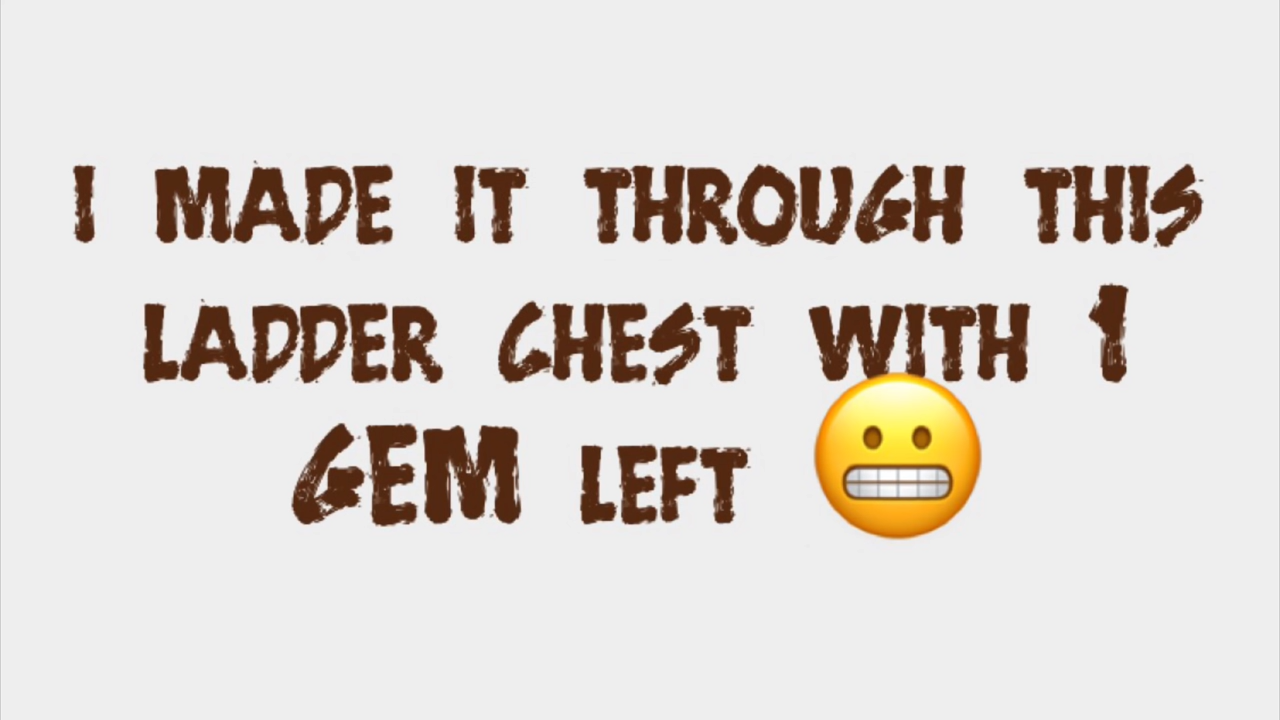 I MADE IT THROUGH THIS
LADDER CHEST WITH 1
GEM LEFT 😬